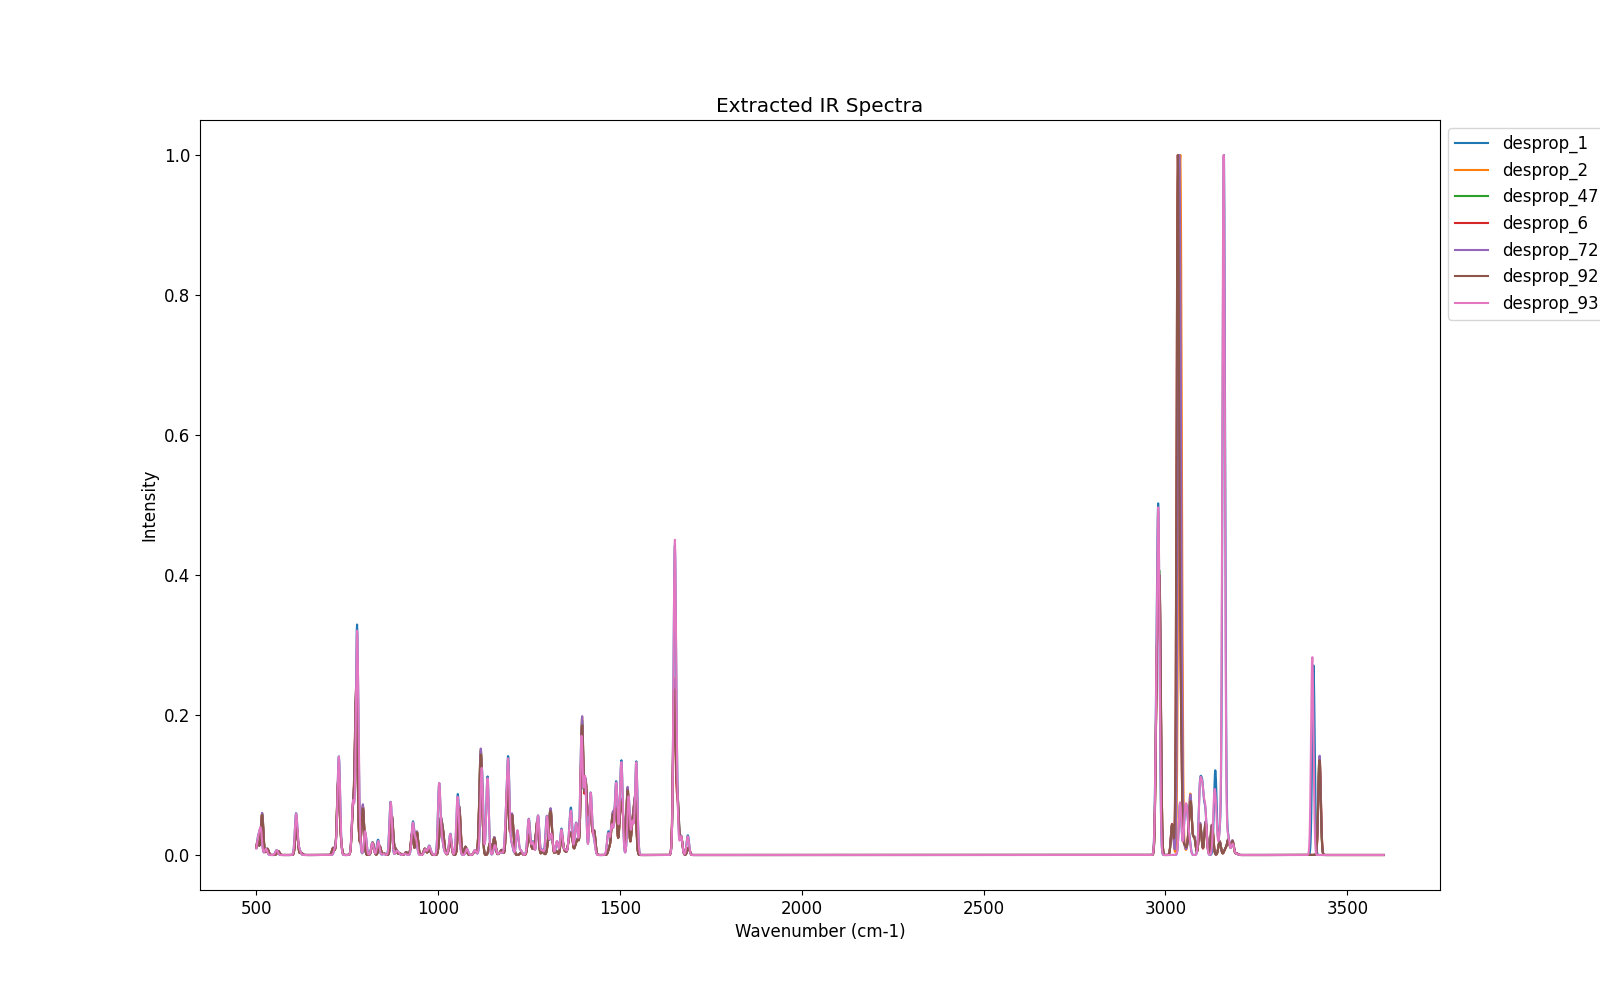 Extracted IR Spectra
1.0
0.8
0.6
0.4
0.2
0.0
Intensity
500
1000
1500
2000
2500
3000
3500
Wavenumber (cm-1)
desprop_1
desprop_2
desprop_47
desprop_6
desprop_72
desprop_92
desprop_93